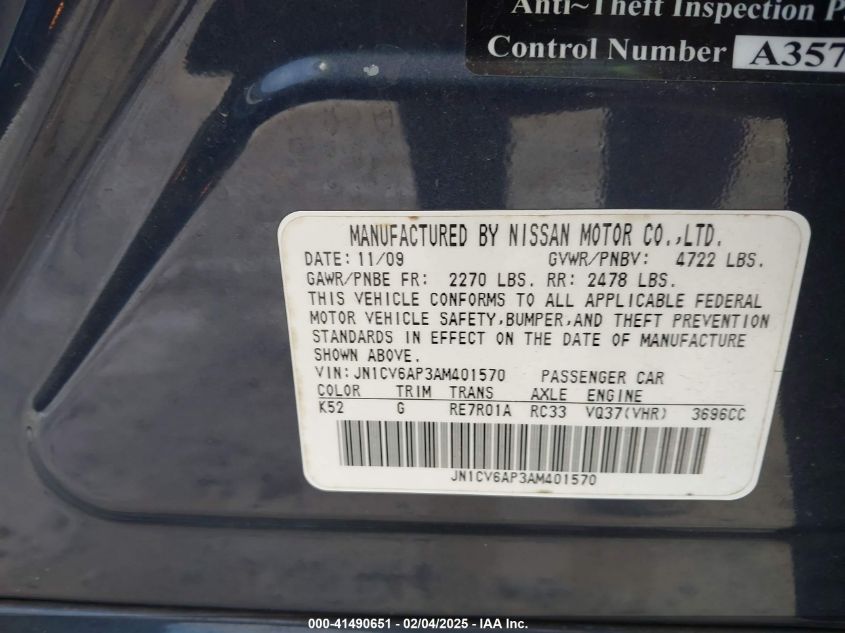 Anti~Theft Inspection
Control Number A357
MANUFACTURED BY NISSAN MOTOR CO.,LTD.
DATE: 11/09 GVWR/PNBV: 4722 LBS.
GAWR/PNBE FR: 2270 LBS. RR: 2478 LBS.
THIS VEHICLE CONFORMS TO ALL APPLICABLE FEDERAL
MOTOR VEHICLE SAFETY,BUMPER,AND THEFT PREVENTION
STANDARDS IN EFFECT ON THE DATE OF MANUFACTURE
SHOWN ABOVE.
VIN: JN1CV6AP3AM401570 PASSENGER CAR
COLOR TRIM TRANS AXLE ENGINE
K52 G RE7R01A RC33 VQ37(VHR) 3696CC
JN1CV6AP3AM401570
000-41490651 - 02/04/2025 - IAA Inc.